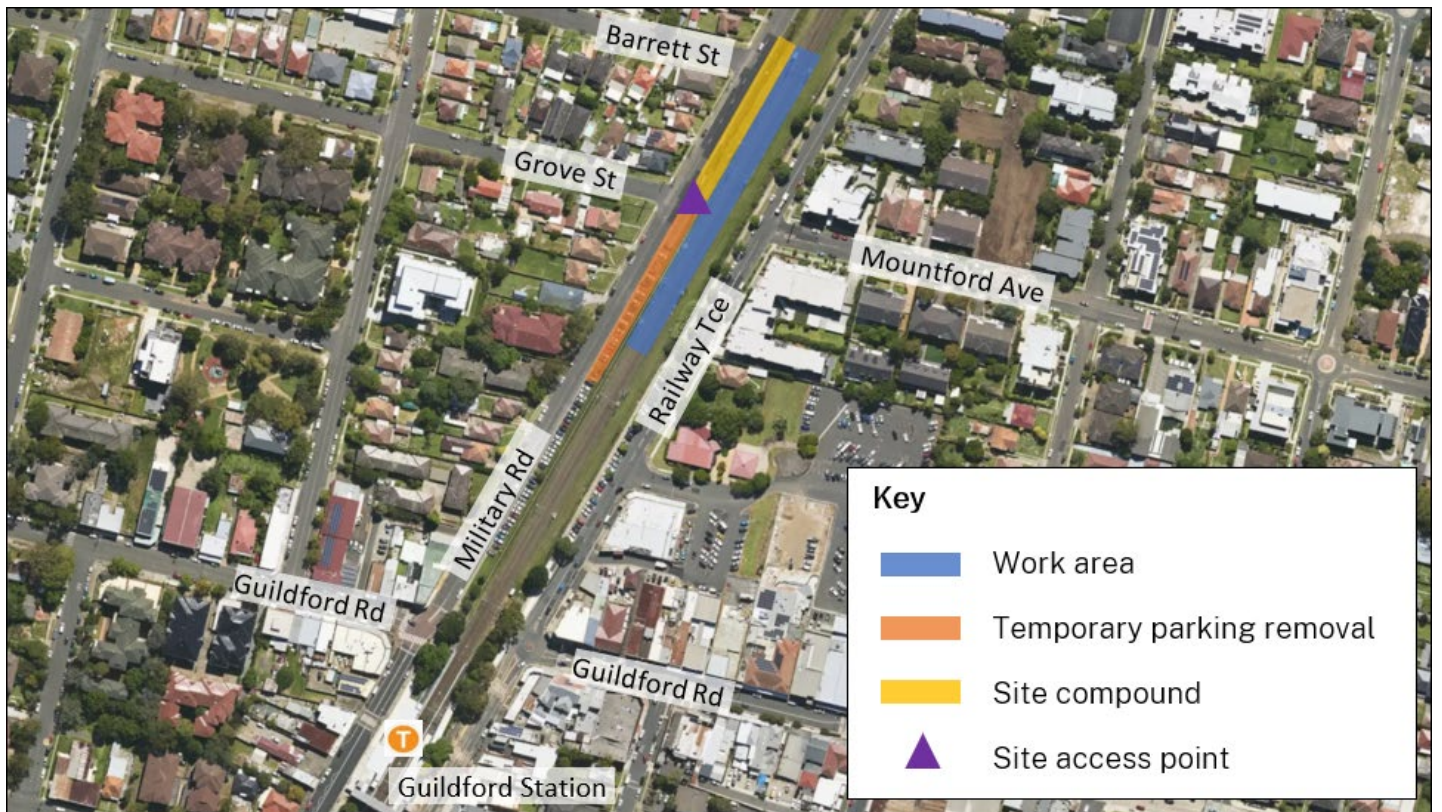 Barrett St
Grove St
Mountford Ave
Railway Tce
Military Rd
Guildford Rd
Guildford Rd
T
Guildford Station
Key
Work area
Temporary parking removal
Site compound
Site access point